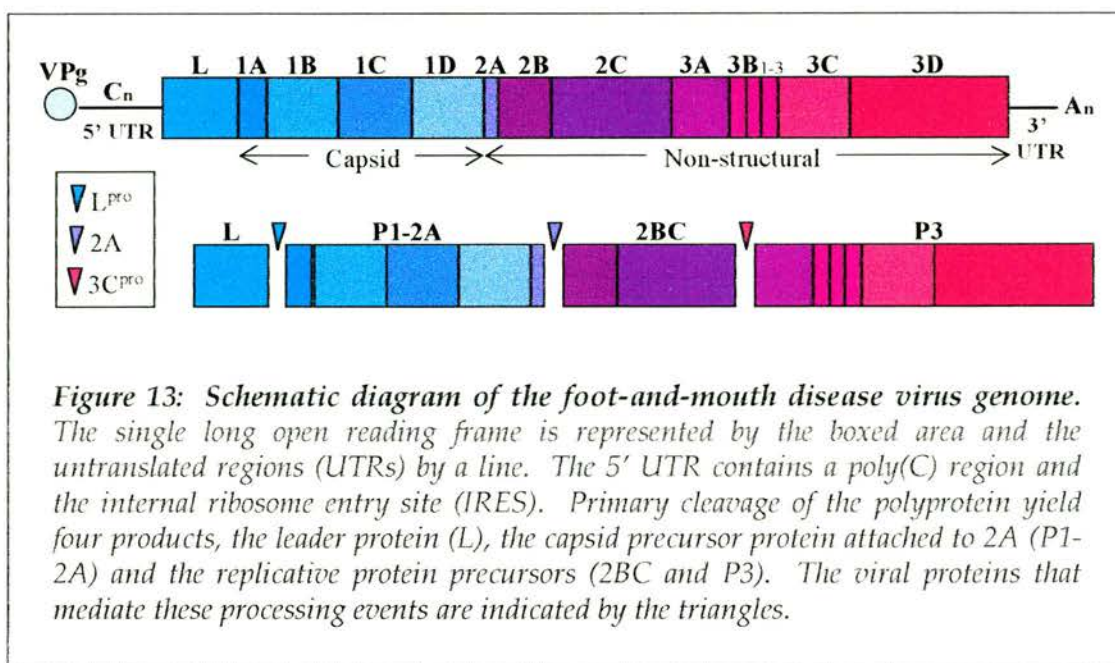 VPg Cn L 1A 1B 1C 1D 2A 2B 2C 3A 3B1-3 3C 3D An
5' UTR Capsid Non-structural 3' UTR
Lpro
2A
3Cpro
L P1-2A 2BC P3
Figure 13: Schematic diagram of the foot-and-mouth disease virus genome.
The single long open reading frame is represented by the boxed area and the
untranslated regions (UTRs) by a line. The 5' UTR contains a poly(C) region and
the internal ribosome entry site (IRES). Primary cleavage of the polyprotein yield
four products, the leader protein (L), the capsid precursor protein attached to 2A (P1-
2A) and the replicative protein precursors (2BC and P3). The viral proteins that
mediate these processing events are indicated by the triangles.